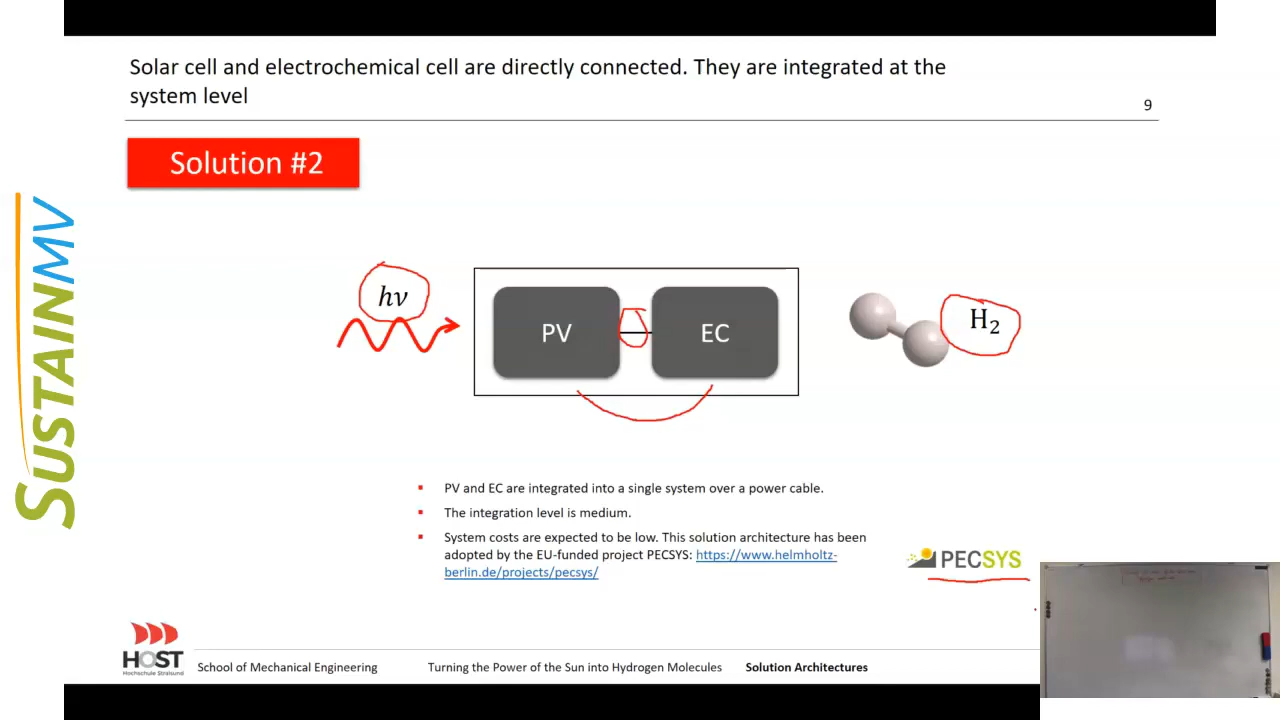 Solar cell and electrochemical cell are directly connected. They are integrated at the
system level
9
Solution #2
SUSTAINMV
hν
PV
EC
H₂
PV and EC are integrated into a single system over a power cable.
The integration level is medium.
System costs are expected to be low. This solution architecture has been
adopted by the EU-funded project PECSYS: https://www.helmholtz-
berlin.de/projects/pecsys/
PECSYS
HOST
Hochschule Stralsund
School of Mechanical Engineering
Turning the Power of the Sun into Hydrogen Molecules
Solution Architectures